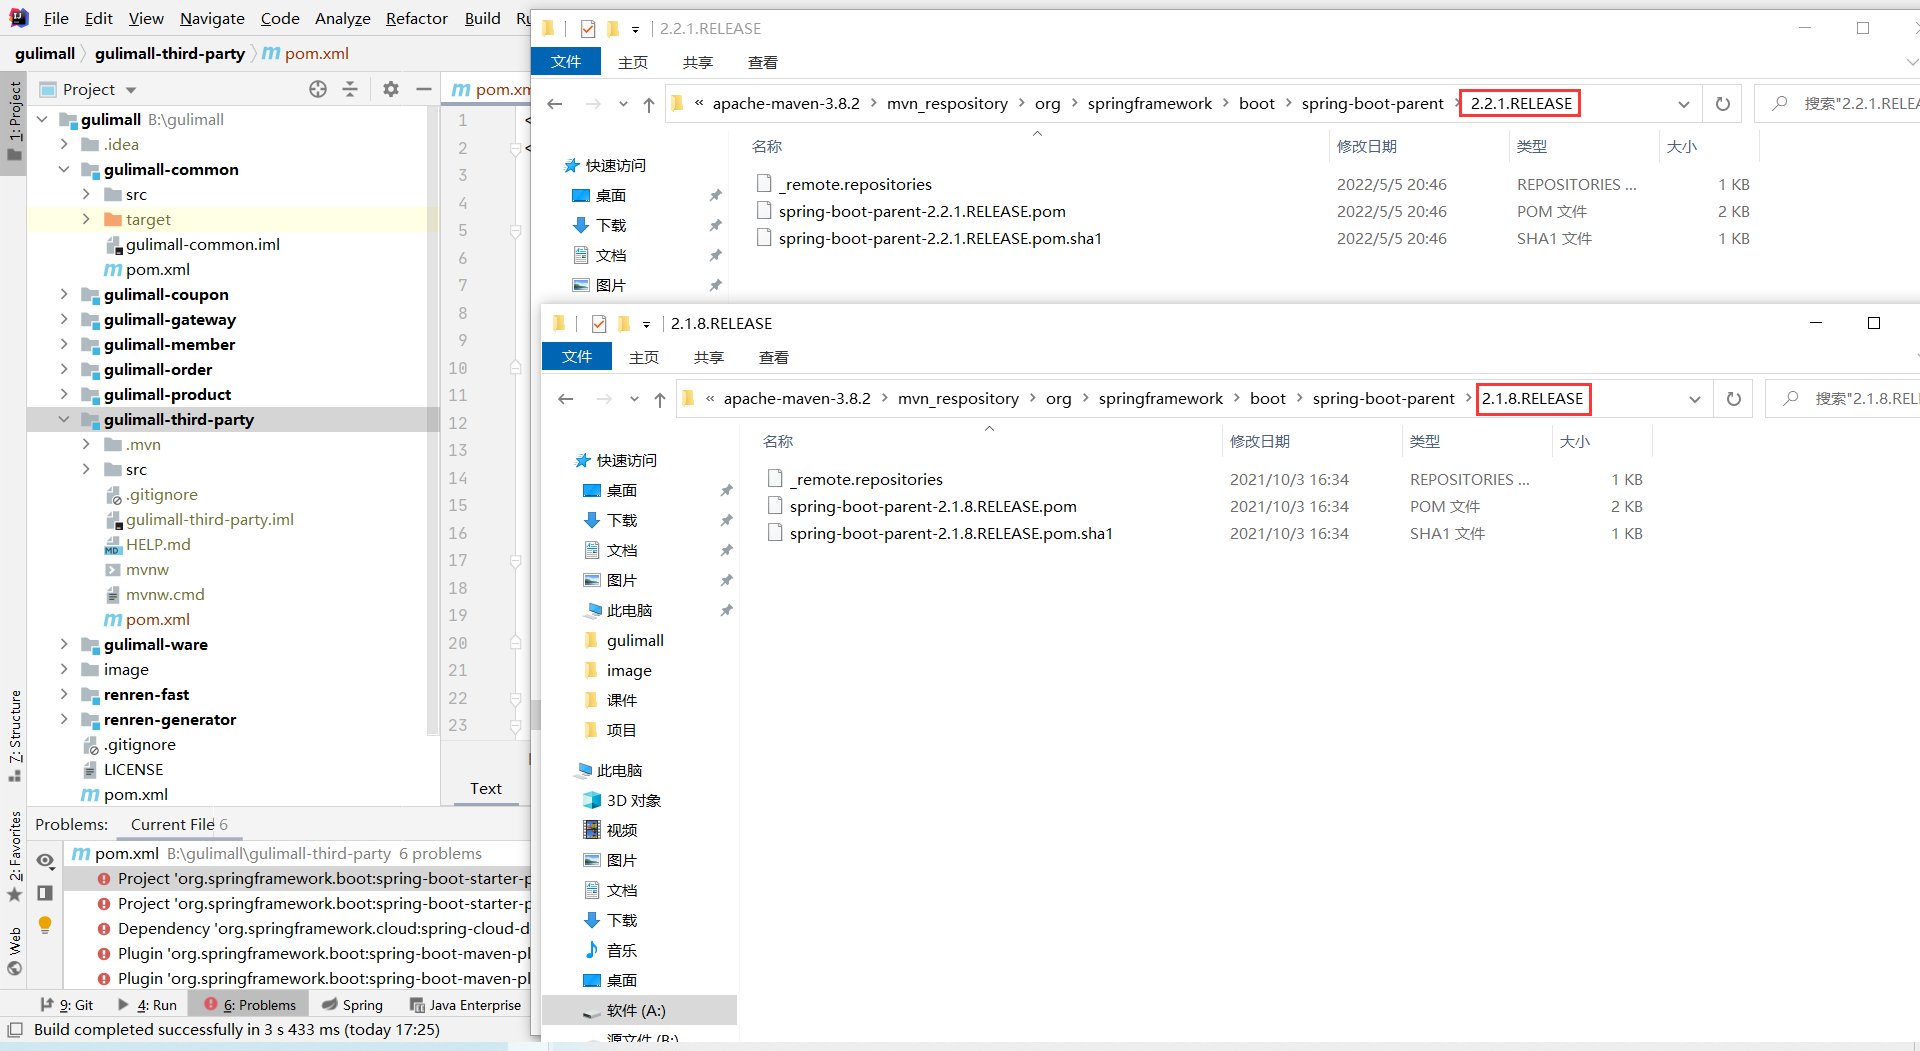 File Edit View Navigate Code Analyze Refactor Build Ru
gulimall gulimall-third-party pom.xml
Project
1: Project
gulimall B:\gulimall
.idea
gulimall-common
src
target
gulimall-common.iml
pom.xml
gulimall-coupon
gulimall-gateway
gulimall-member
gulimall-order
gulimall-product
gulimall-third-party
.mvn
src
.gitignore
gulimall-third-party.iml
HELP.md
mvnw
mvnw.cmd
pom.xml
gulimall-ware
image
renren-fast
renren-generator
.gitignore
LICENSE
pom.xml
7: Structure
2: Favorites
Web
pom.xm
1
2
3
4
5
6
7
8
9
10
11
12
13
14
15
16
17
18
19
20
21
22
23
Text
Problems: Current File 6
pom.xml B:\gulimall\gulimall-third-party 6 problems
Project 'org.springframework.boot:spring-boot-starter-p
Project 'org.springframework.boot:spring-boot-starter-p
Dependency 'org.springframework.cloud:spring-cloud-d
Plugin 'org.springframework.boot:spring-boot-maven-pl
Plugin 'org.springframework.boot:spring-boot-maven-pl
9: Git 4: Run 6: Problems Spring Java Enterprise
Build completed successfully in 3 s 433 ms (today 17:25)
2.2.1.RELEASE
文件 主页 共享 查看
« apache-maven-3.8.2 › mvn_respository › org › springframework › boot › spring-boot-parent › 2.2.1.RELEASE
搜索"2.2.1.RELEA
名称 修改日期 类型 大小
快速访问
桌面
下载
文档
图片
_remote.repositories 2022/5/5 20:46 REPOSITORIES ... 1 KB
spring-boot-parent-2.2.1.RELEASE.pom 2022/5/5 20:46 POM 文件 2 KB
spring-boot-parent-2.2.1.RELEASE.pom.sha1 2022/5/5 20:46 SHA1 文件 1 KB
2.1.8.RELEASE
文件 主页 共享 查看
« apache-maven-3.8.2 › mvn_respository › org › springframework › boot › spring-boot-parent › 2.1.8.RELEASE
搜索"2.1.8.RELI
名称 修改日期 类型 大小
_remote.repositories 2021/10/3 16:34 REPOSITORIES ... 1 KB
spring-boot-parent-2.1.8.RELEASE.pom 2021/10/3 16:34 POM 文件 2 KB
spring-boot-parent-2.1.8.RELEASE.pom.sha1 2021/10/3 16:34 SHA1 文件 1 KB
快速访问
桌面
下载
文档
图片
此电脑
gulimall
image
课件
项目
此电脑
3D 对象
视频
图片
文档
下载
音乐
桌面
软件 (A:)
源文件 (B:)